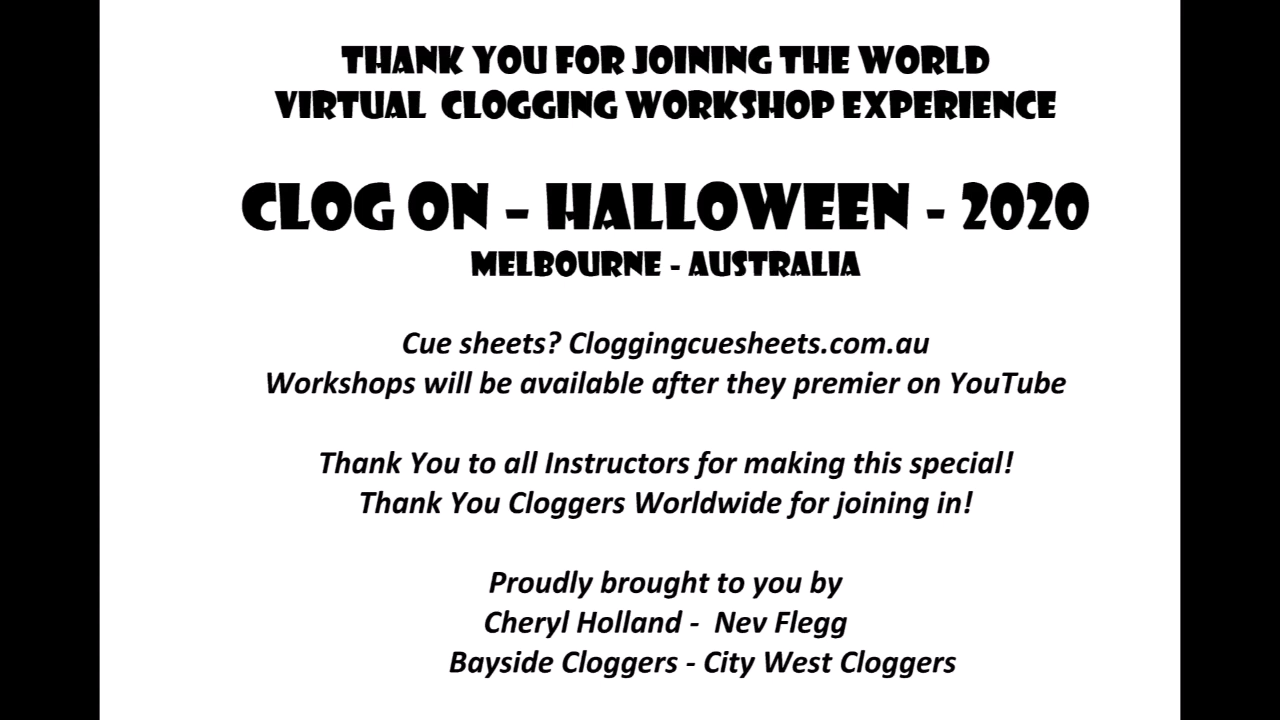 THANK YOU FOR JOINING THE WORLD
VIRTUAL CLOGGING WORKSHOP EXPERIENCE
CLOG ON – HALLOWEEN - 2020
MELBOURNE - AUSTRALIA
Cue sheets? Cloggingcuesheets.com.au
Workshops will be available after they premier on YouTube
Thank You to all Instructors for making this special!
Thank You Cloggers Worldwide for joining in!
Proudly brought to you by
Cheryl Holland - Nev Flegg
Bayside Cloggers - City West Cloggers